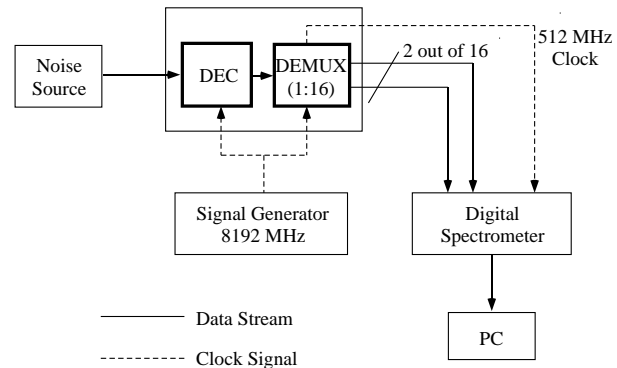 Noise
Source
DEC
DEMUX
(1:16)
2 out of 16
512 MHz
Clock
Signal Generator
8192 MHz
Digital
Spectrometer
PC
Data Stream
Clock Signal